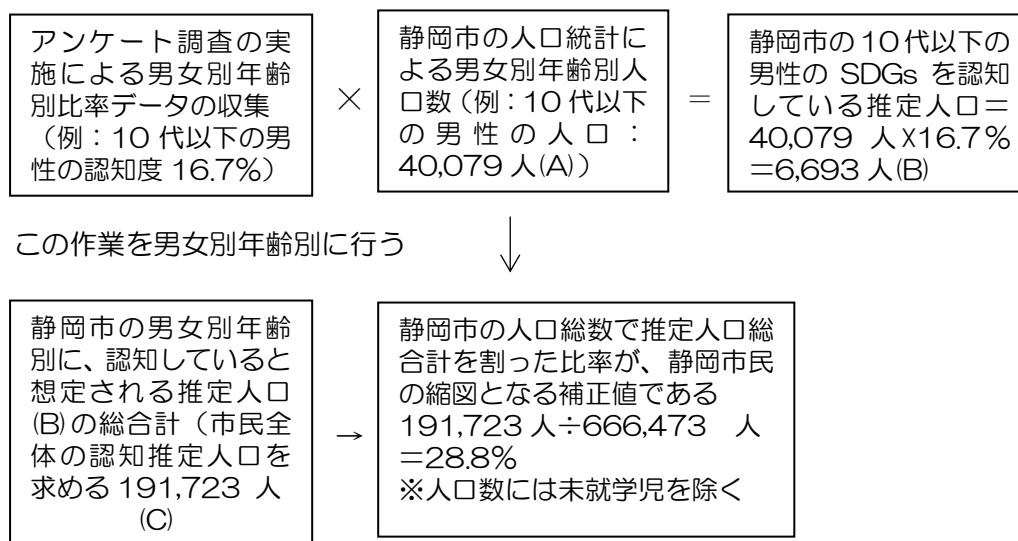 アンケート調査の実
施による男女別年齢
別比率データの収集
（例：10 代以下の男
性の認知度 16.7%）
×
静岡市の人口統計に
よる男女別年齢別人
口数（例：10 代以下
の男性の人口：
40,079 人(A)）
＝
静岡市の 10 代以下の
男性の SDGs を認知
している推定人口＝
40,079 人 X16.7%
＝6,693 人(B)
この作業を男女別年齢別に行う
↓
静岡市の男女別年齢
別に、認知していると
想定される推定人口
(B)の総合計（市民全
体の認知推定人口を
求める 191,723 人
(C)
→
静岡市の人口総数で推定人口総
合計を割った比率が、静岡市民
の縮図となる補正値である
191,723 人÷666,473 人
＝28.8%
※人口数には未就学児を除く